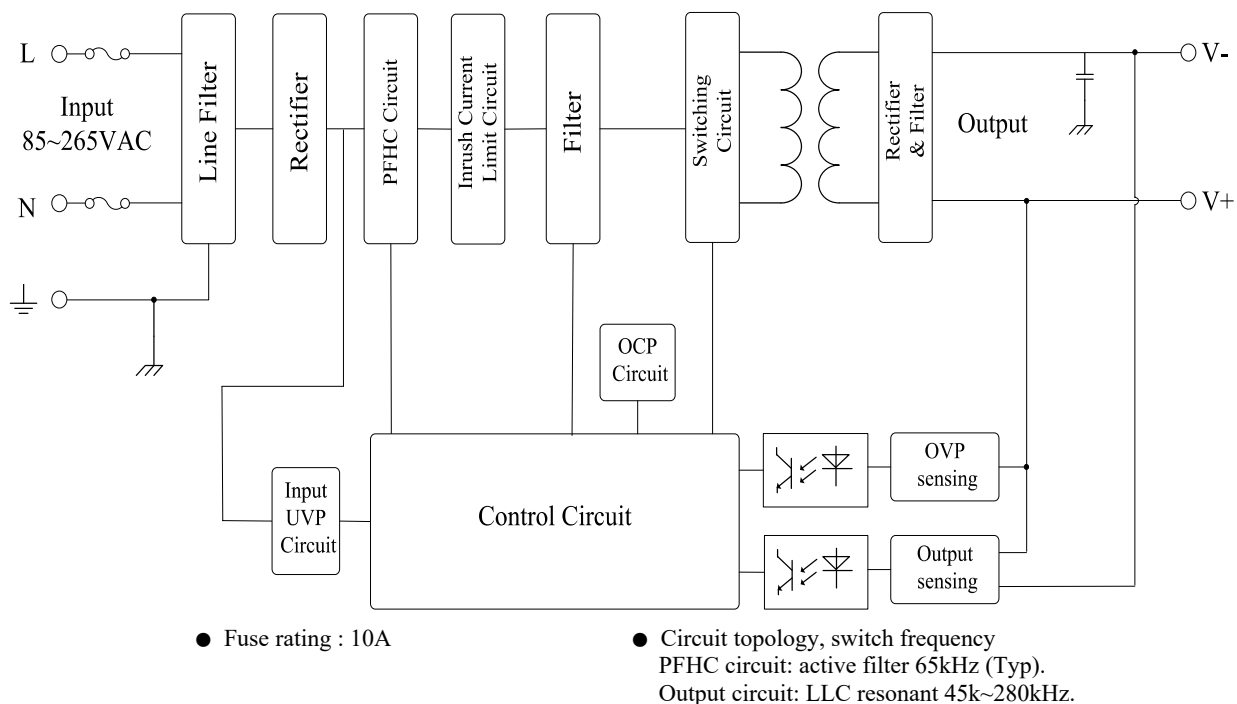 L
Input
85~265VAC
N
Line Filter
Rectifier
PFHC Circuit
Inrush Current
Limit Circuit
Filter
Switching
Circuit
Rectifier
& Filter
Output
V-
V+
OCP
Circuit
Input
UVP
Circuit
Control Circuit
OVP
sensing
Output
sensing
● Fuse rating : 10A
● Circuit topology, switch frequency
PFHC circuit: active filter 65kHz (Typ).
Output circuit: LLC resonant 45k~280kHz.